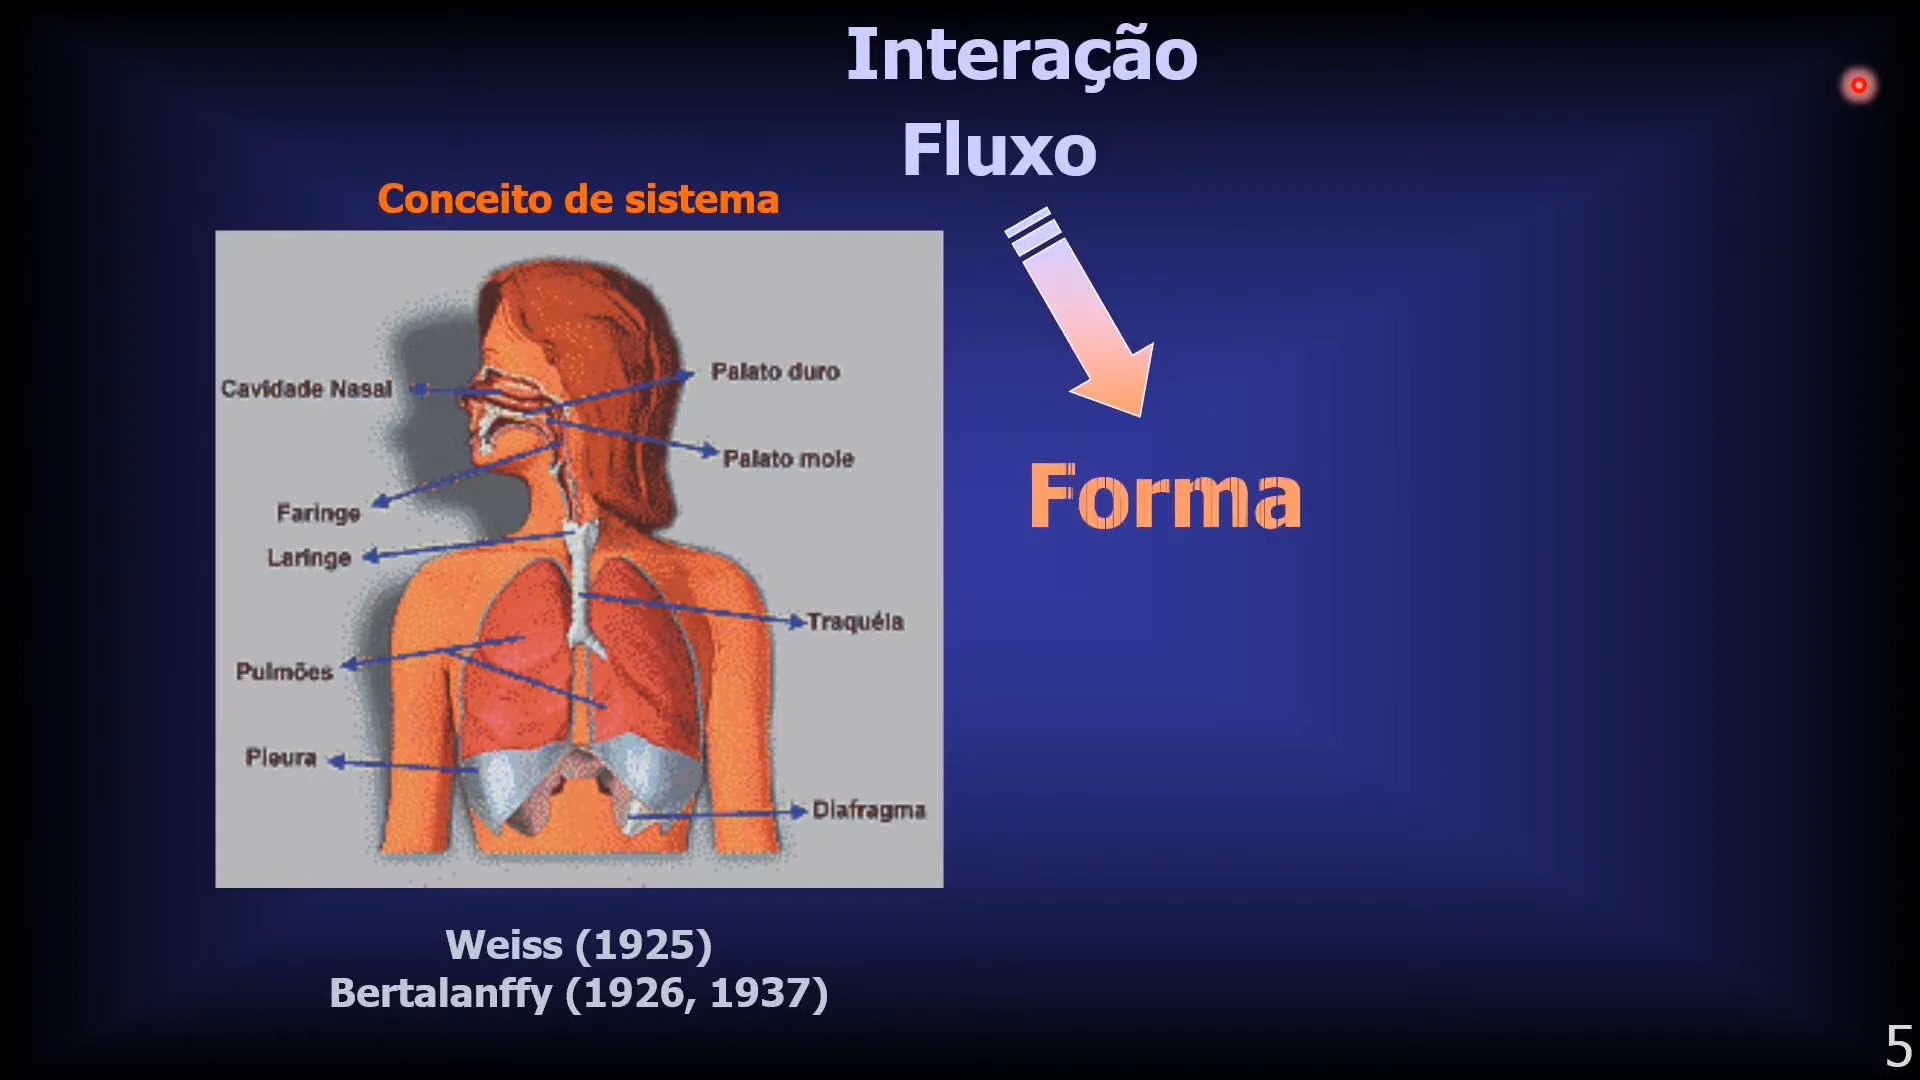 Interação
Fluxo
Conceito de sistema
Cavidade Nasal
Palato duro
Palato mole
Faringe
Laringe
Traquéia
Pulmões
Pleura
Diafragma
Forma
Weiss (1925)
Bertalanffy (1926, 1937)
5